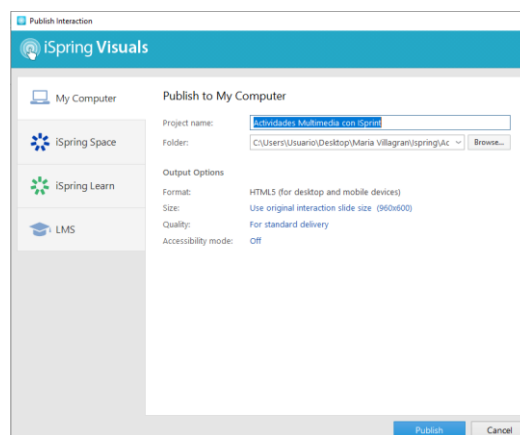 Publish Interaction
iSpring Visuals
My Computer
iSpring Space
iSpring Learn
LMS
Publish to My Computer
Project name: Actividades Multimedia con ISprint
Folder: C:\Users\Usuario\Desktop\Maria Villagran\Ispring\Ac Browse...
Output Options
Format: HTML5 (for desktop and mobile devices)
Size: Use original interaction slide size (960x600)
Quality: For standard delivery
Accessibility mode: Off
Publish Cancel